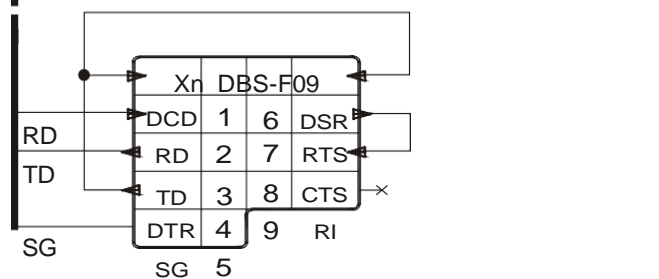 Xn DBS-F09
DCD 1 6 DSR
RD
RD 2 7 RTS
TD
TD 3 8 CTS
DTR 4 9 RI
SG
SG 5